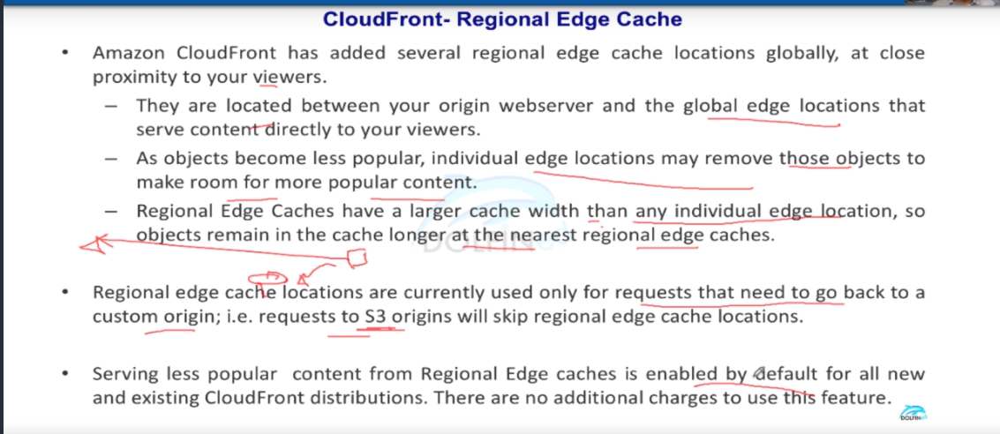 CloudFront- Regional Edge Cache
• Amazon CloudFront has added several regional edge cache locations globally, at close
proximity to your viewers.
– They are located between your origin webserver and the global edge locations that
serve content directly to your viewers.
– As objects become less popular, individual edge locations may remove those objects to
make room for more popular content.
– Regional Edge Caches have a larger cache width than any individual edge location, so
objects remain in the cache longer at the nearest regional edge caches.
DOLFIN
• Regional edge cache locations are currently used only for requests that need to go back to a
custom origin; i.e. requests to S3 origins will skip regional edge cache locations.
• Serving less popular content from Regional Edge caches is enabled by default for all new
and existing CloudFront distributions. There are no additional charges to use this feature.
DOLFIN